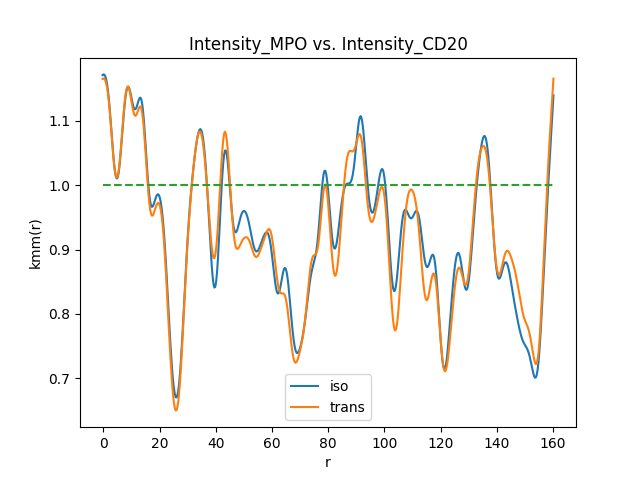 Intensity_MPO vs. Intensity_CD20
kmm(r)
1.1
1.0
0.9
0.8
0.7
iso
trans
0 20 40 60 80 100 120 140 160
r